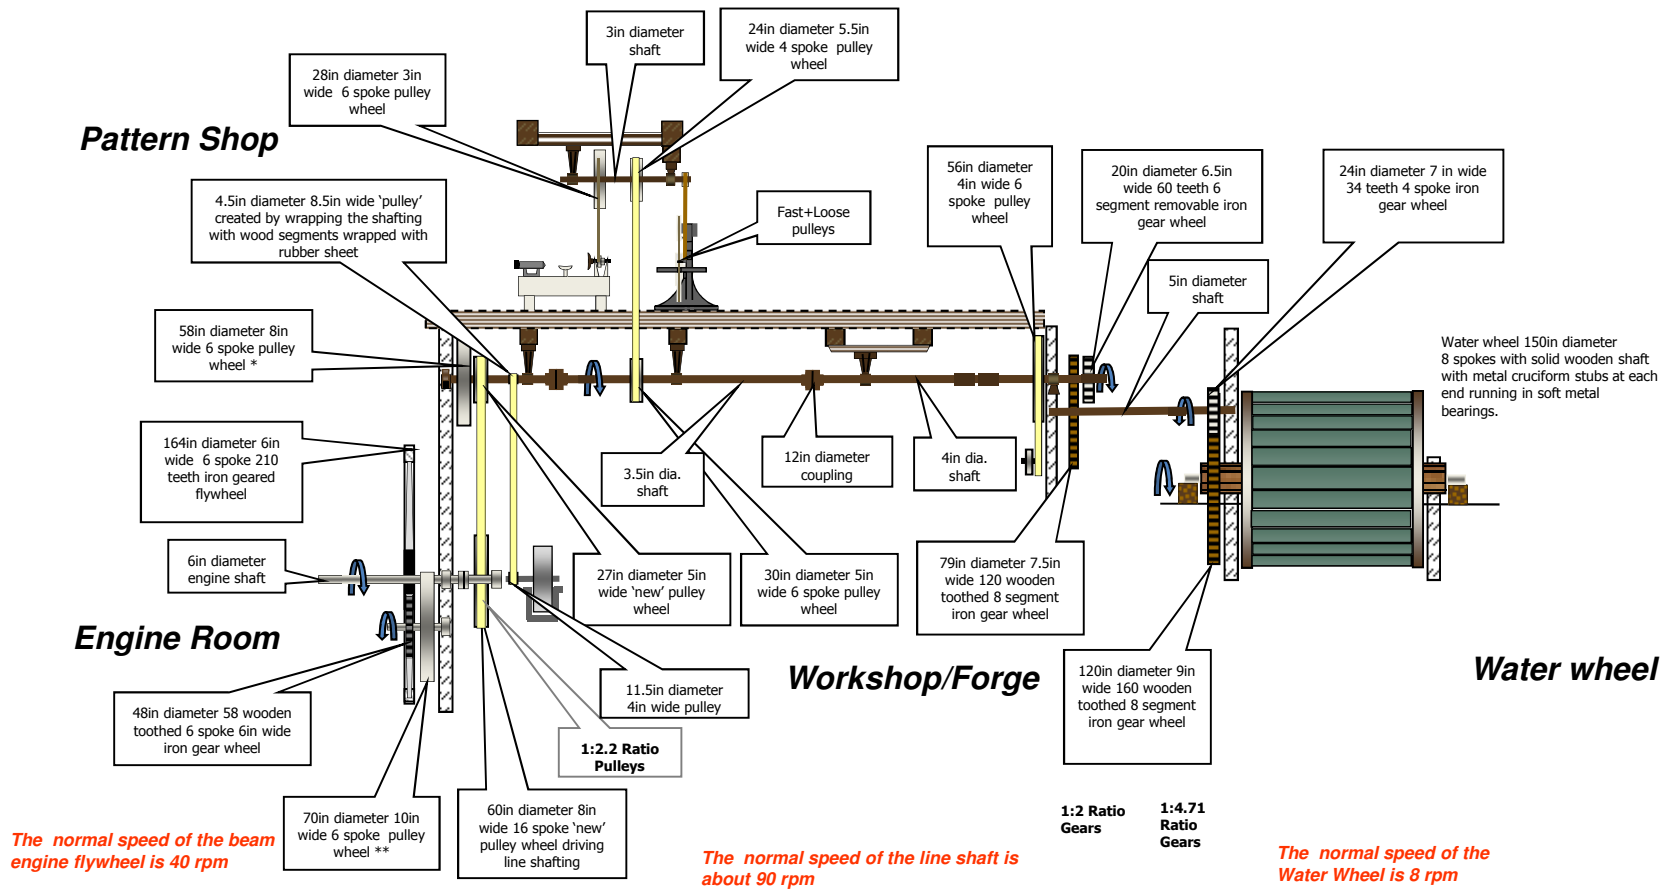 3in diameter
shaft
24in diameter 5.5in
wide 4 spoke  pulley
wheel
28in diameter 3in
wide  6 spoke pulley
wheel
Pattern Shop
4.5in diameter 8.5in wide ‘pulley’
created by wrapping the shafting
with wood segments wrapped with
rubber sheet
Fast+Loose
pulleys
56in diameter
4in wide 6
spoke  pulley
wheel
20in diameter 6.5in
wide 60 teeth 6
segment removable iron
gear wheel
24in diameter 7 in wide
34 teeth 4 spoke iron
gear wheel
5in diameter
shaft
58in diameter 8in
wide 6 spoke pulley
wheel *
Water wheel 150in diameter
8 spokes with solid wooden shaft
with metal cruciform stubs at each
end running in soft metal
bearings.
164in diameter 6in
wide  6 spoke 210
teeth iron geared
flywheel
3.5in dia.
shaft
12in diameter
coupling
4in dia.
shaft
6in diameter
engine shaft
27in diameter 5in
wide ‘new’ pulley
wheel
30in diameter 5in
wide 6 spoke pulley
wheel
79in diameter 7.5in
wide 120 wooden
toothed 8 segment
iron gear wheel
Engine Room
Workshop/Forge
Water wheel
120in diameter 9in
wide 160 wooden
toothed 8 segment
iron gear wheel
11.5in diameter
4in wide pulley
48in diameter 58 wooden
toothed 6 spoke 6in wide
iron gear wheel
1:2.2 Ratio
Pulleys
70in diameter 10in
wide 6 spoke  pulley
wheel **
60in diameter 8in
wide 16 spoke ‘new’
pulley wheel driving
line shafting
1:2 Ratio
Gears
1:4.71
Ratio
Gears
The  normal speed of the beam
engine flywheel is 40 rpm
The  normal speed of the line shaft is
about 90 rpm
The  normal speed of the
Water Wheel is 8 rpm